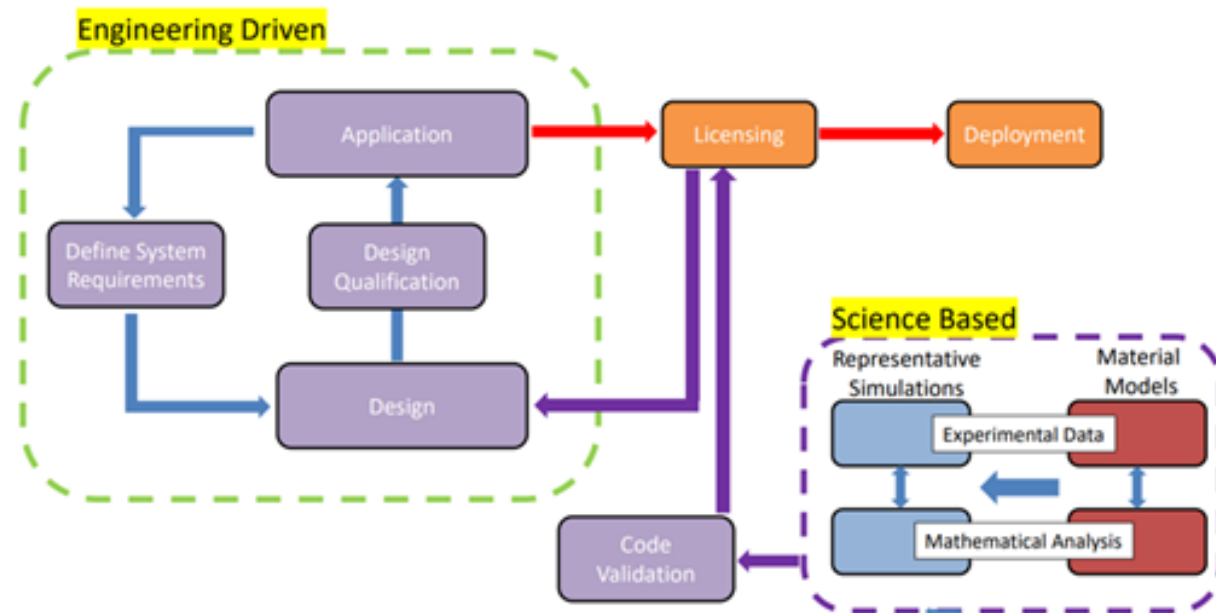 Engineering Driven
Application
Licensing
Deployment
Define System
Requirements
Design
Qualification
Design
Science Based
Representative
Simulations
Material
Models
Experimental Data
Mathematical Analysis
Code
Validation